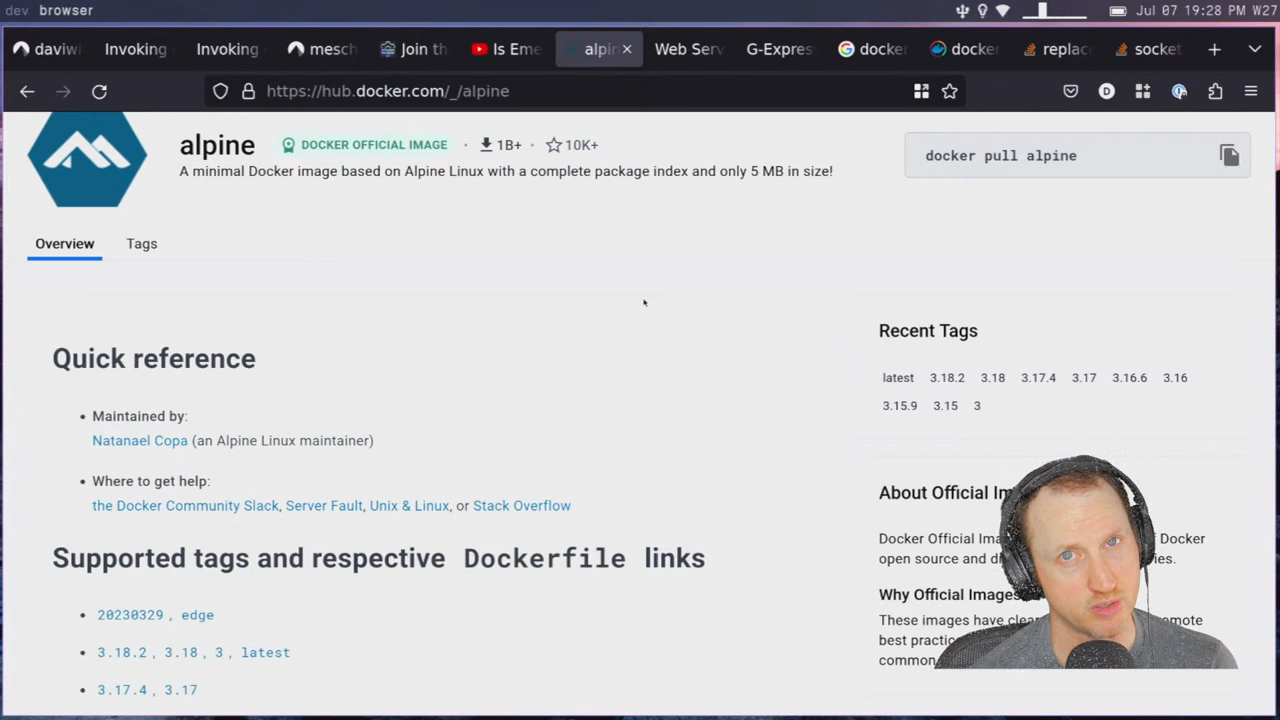 dev browser
Jul 07 19:28 PM W27
daviwi
Invoking
Invoking
mesch
Join th
Is Eme
alpin
Web Serv
G-Expres
docker
docker
replac
socket
https://hub.docker.com/_/alpine
alpine
DOCKER OFFICIAL IMAGE
1B+
10K+
docker pull alpine
A minimal Docker image based on Alpine Linux with a complete package index and only 5 MB in size!
Overview
Tags
Quick reference
Recent Tags
latest 3.18.2 3.18 3.17.4 3.17 3.16.6 3.16
3.15.9 3.15 3
Maintained by:
Natanael Copa (an Alpine Linux maintainer)
Where to get help:
the Docker Community Slack, Server Fault, Unix & Linux, or Stack Overflow
About Official Im
Supported tags and respective Dockerfile links
Docker Official Ima Docker
open source and d ies.
Why Official Images
20230329, edge
These images have clea omote
best practic
3.18.2, 3.18, 3, latest
common
3.17.4, 3.17